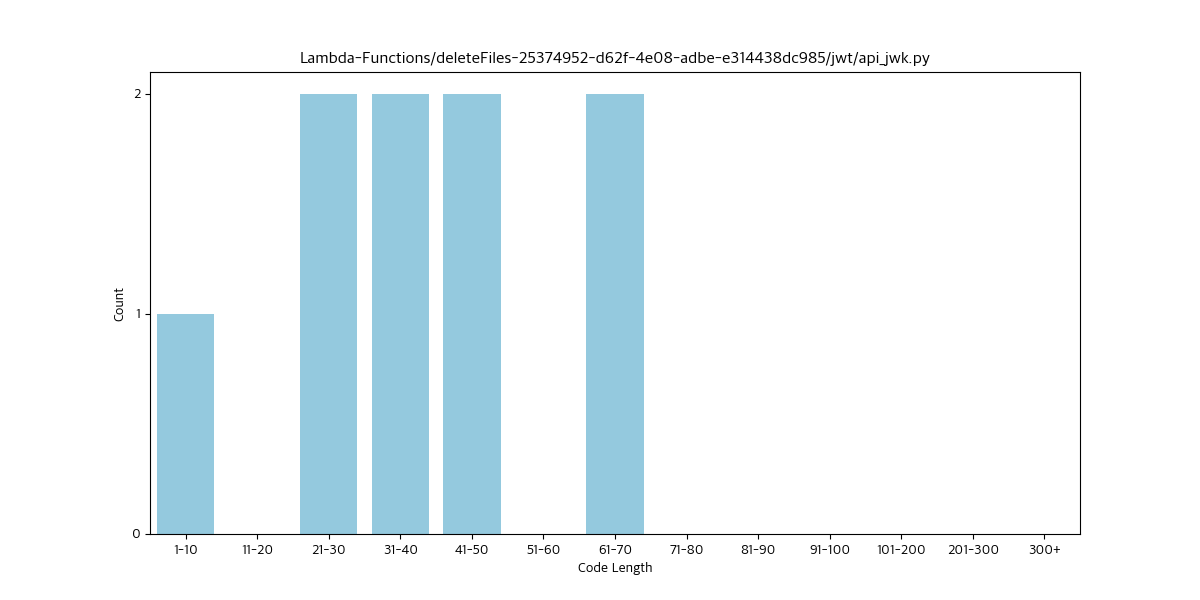 Lambda-Functions/deleteFiles-25374952-d62f-4e08-adbe-e314438dc985/jwt/api_jwk.py
2
1
0
Count
1-10 11-20 21-30 31-40 41-50 51-60 61-70 71-80 81-90 91-100 101-200 201-300 300+
Code Length